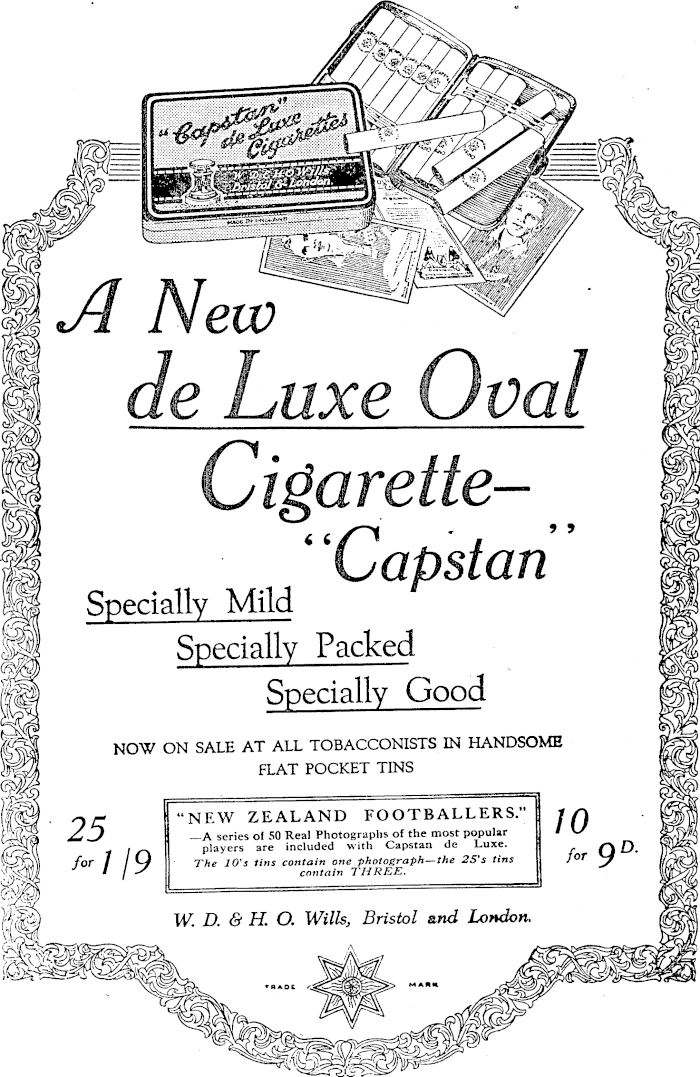 "Capstan"
de Luxe
Cigarettes
W.D. & H.O. Wills
Bristol & London
A New
de Luxe Oval
Cigarette—
"Capstan"
Specially Mild
Specially Packed
Specially Good
NOW ON SALE AT ALL TOBACCONISTS IN HANDSOME
FLAT POCKET TINS
25
for 1/9
"NEW ZEALAND FOOTBALLERS."
—A series of 50 Real Photographs of the most popular
players are included with Capstan de Luxe.
The 10's tins contain one photograph—the 25's tins
contain THREE.
10
for 9D.
W. D. & H. O. Wills, Bristol and London.
TRADE MARK